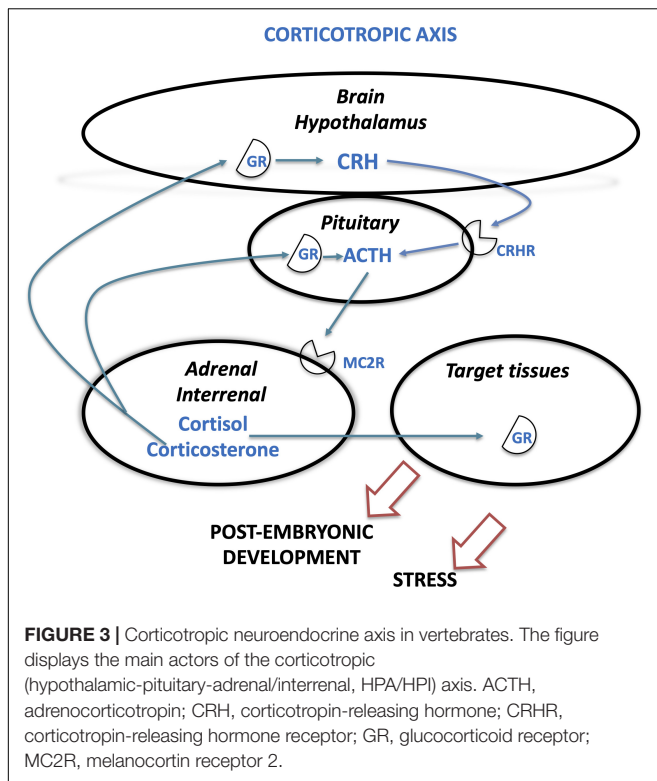 CORTICOTROPIC AXIS
Brain
Hypothalamus
GR
CRH
Pituitary
GR
ACTH
CRHR
Adrenal
Interrenal
MC2R
Cortisol
Corticosterone
Target tissues
GR
POST-EMBRYONIC
DEVELOPMENT
STRESS
FIGURE 3 | Corticotropic neuroendocrine axis in vertebrates. The figure
displays the main actors of the corticotropic
(hypothalamic-pituitary-adrenal/interrenal, HPA/HPI) axis. ACTH,
adrenocorticotropin; CRH, corticotropin-releasing hormone; CRHR,
corticotropin-releasing hormone receptor; GR, glucocorticoid receptor;
MC2R, melanocortin receptor 2.